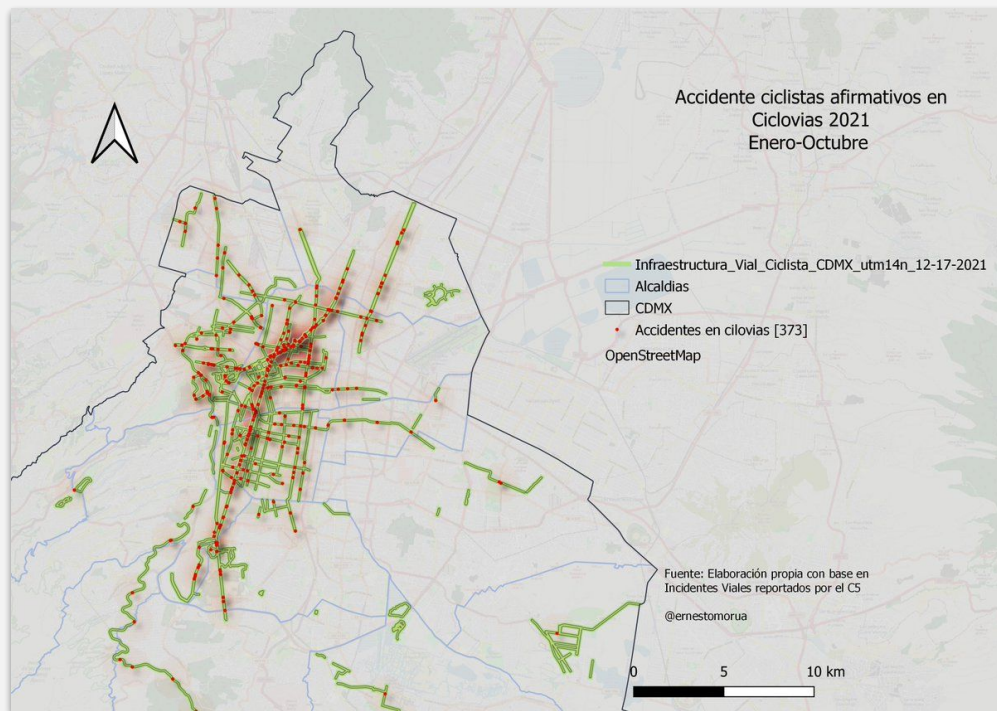 Accidente ciclistas afirmativos en
Ciclovias 2021
Enero-Octubre
Infraestructura_Vial_Ciclista_CDMX_utm14n_12-17-2021
Alcaldias
CDMX
Accidentes en cilovias [373]
OpenStreetMap
Fuente: Elaboración propia con base en
Incidentes Viales reportados por el C5
@ernestomorua
0 5 10 km